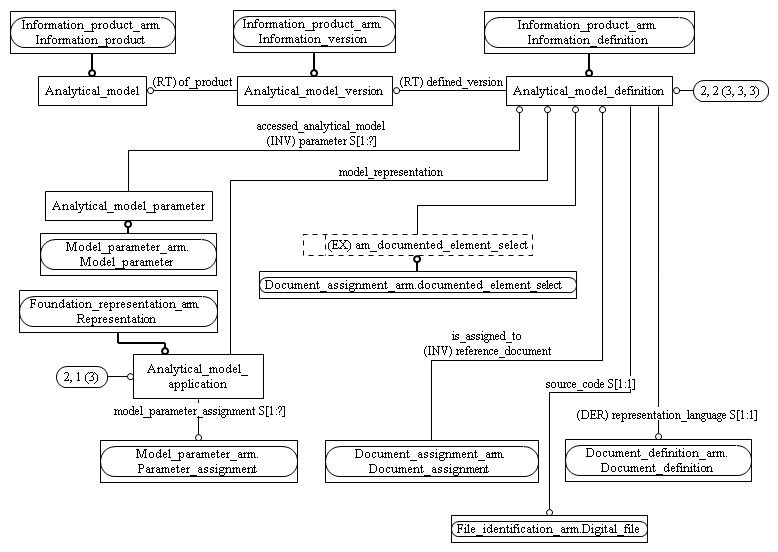 Information_product_arm.
Information_product
Information_product_arm.
Information_version
Information_product_arm.
Information_definition
Analytical_model
(RT) of_product
Analytical_model_version
(RT) defined_version
Analytical_model_definition
2, 2 (3, 3, 3)
accessed_analytical_model
(INV) parameter S[1:?]
model_representation
Analytical_model_parameter
Model_parameter_arm.
Model_parameter
(EX) am_documented_element_select
Document_assignment_arm.documented_element_select
Foundation_representation_arm.
Representation
Analytical_model_
application
2, 1 (3)
is_assigned_to
(INV) reference_document
source_code S[1:1]
model_parameter_assignment S[1:?]
(DER) representation_language S[1:1]
Model_parameter_arm.
Parameter_assignment
Document_assignment_arm.
Document_assignment
Document_definition_arm.
Document_definition
File_identification_arm.Digital_file